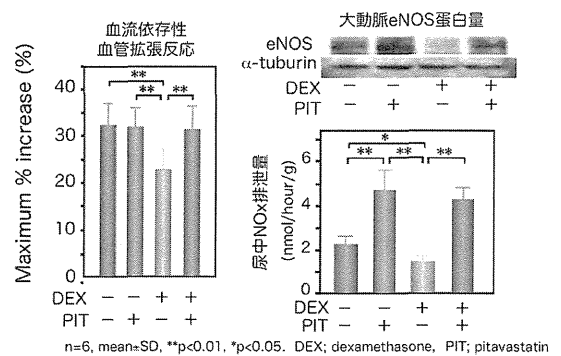 血流依存性
血管拡張反応
Maximum % increase (%)
40
30
20
10
0
** **
** 
DEX − − + +
PIT − + − +
大動脈eNOS蛋白量
eNOS
α-tuburin
DEX − − + +
PIT − + − +
尿中NOx排泄量
(nmol/hour/g)
6
4
2
0
*
** ** **
DEX − − + +
PIT − + − +
n=6, mean±SD, **p<0.01, *p<0.05. DEX; dexamethasone, PIT; pitavastatin